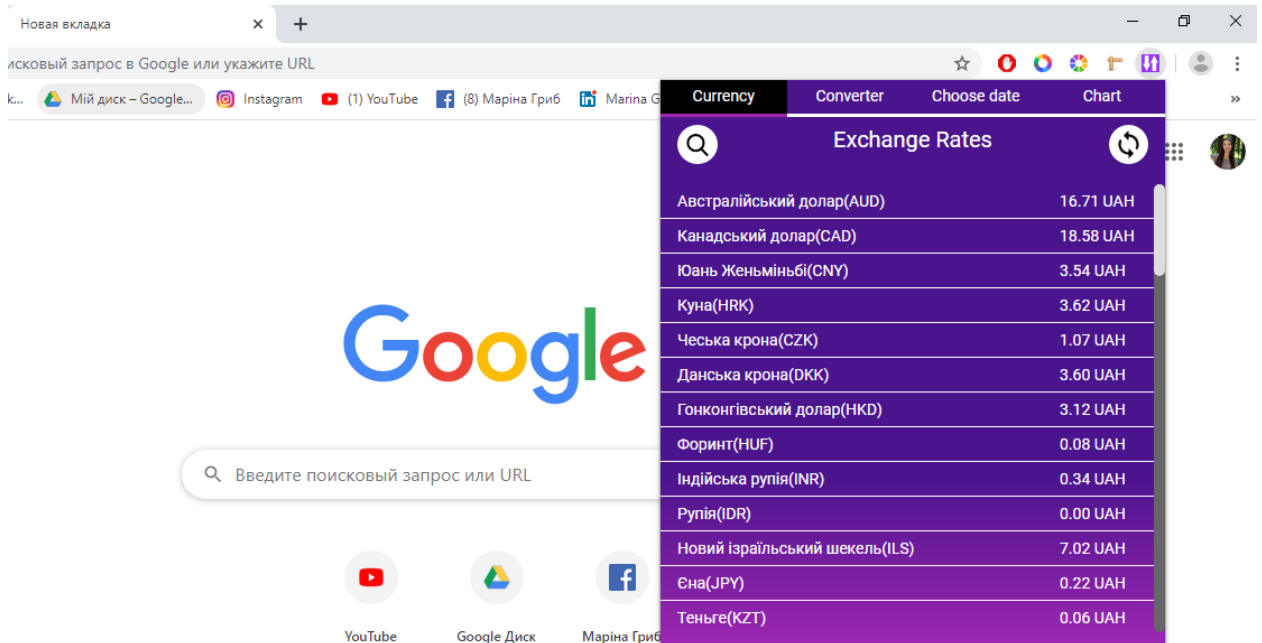 Новая вкладка
исковый запрос в Google или укажите URL
k... Мій диск – Google... Instagram (1) YouTube (8) Маріна Гриб Marina G
Currency Converter Choose date Chart
Exchange Rates
Австралійський долар(AUD) 16.71 UAH
Канадський долар(CAD) 18.58 UAH
Юань Женьміньбі(CNY) 3.54 UAH
Куна(HRK) 3.62 UAH
Чеська крона(CZK) 1.07 UAH
Данська крона(DKK) 3.60 UAH
Гонконгівський долар(HKD) 3.12 UAH
Форинт(HUF) 0.08 UAH
Індійська рупія(INR) 0.34 UAH
Рупія(IDR) 0.00 UAH
Новий ізраїльський шекель(ILS) 7.02 UAH
Єна(JPY) 0.22 UAH
Теньге(KZT) 0.06 UAH
Google
Введите поисковый запрос или URL
YouTube Google Диск Маріна Гриб